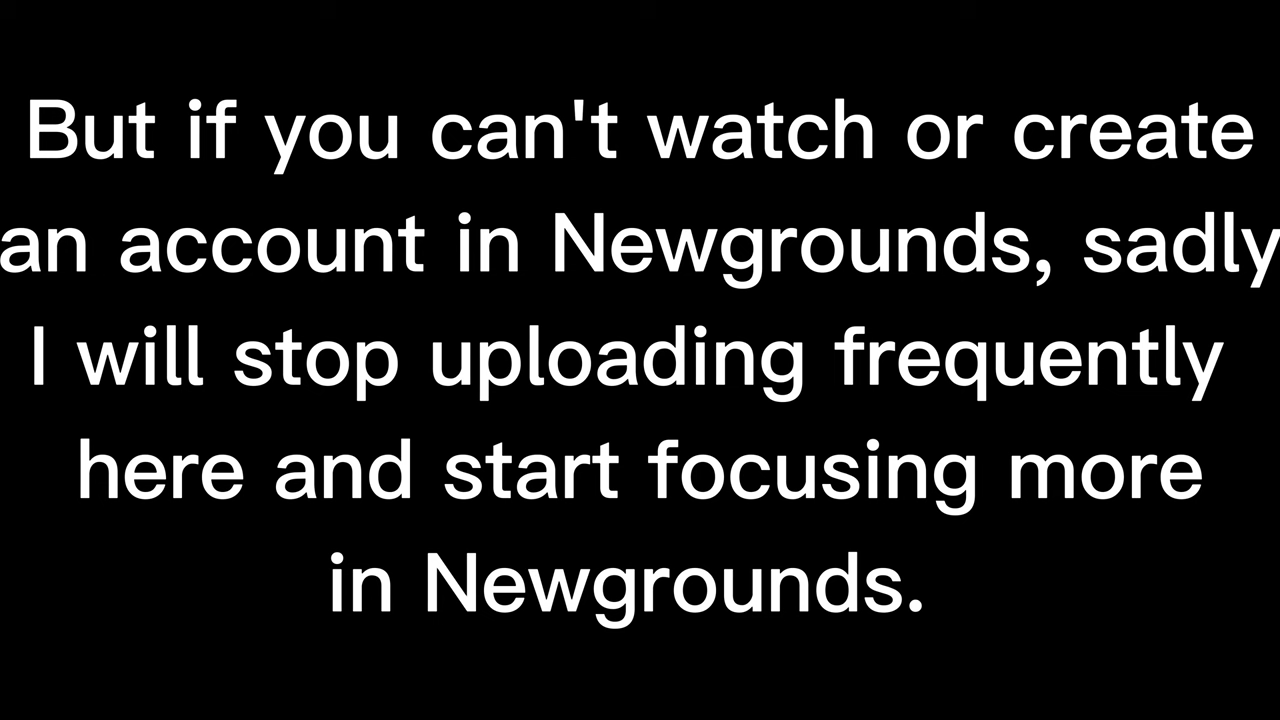 But if you can't watch or create
an account in Newgrounds, sadly
I will stop uploading frequently
here and start focusing more
in Newgrounds.